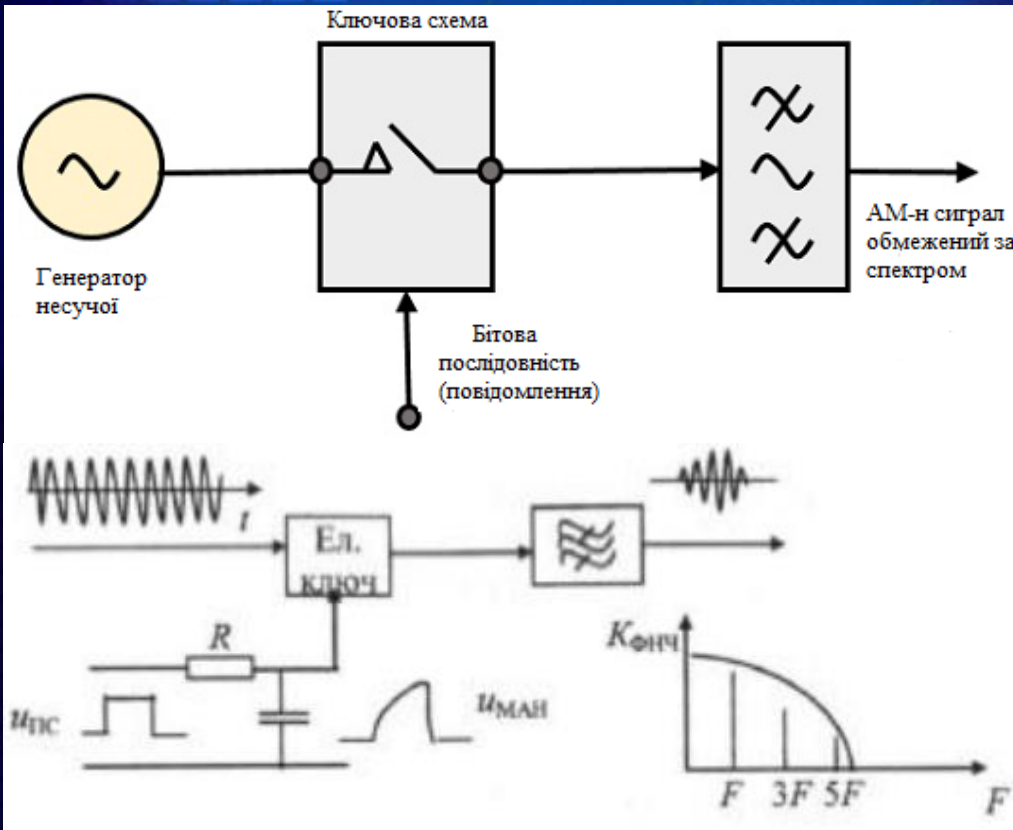 Ключова схема
Генератор
несучої
Бітова
послідовність
(повідомлення)
АМ-н сиграл
обмежений за
спектром
t
Ел.
ключ
R
uПС
uМАН
KФНЧ
F
3F
5F
F